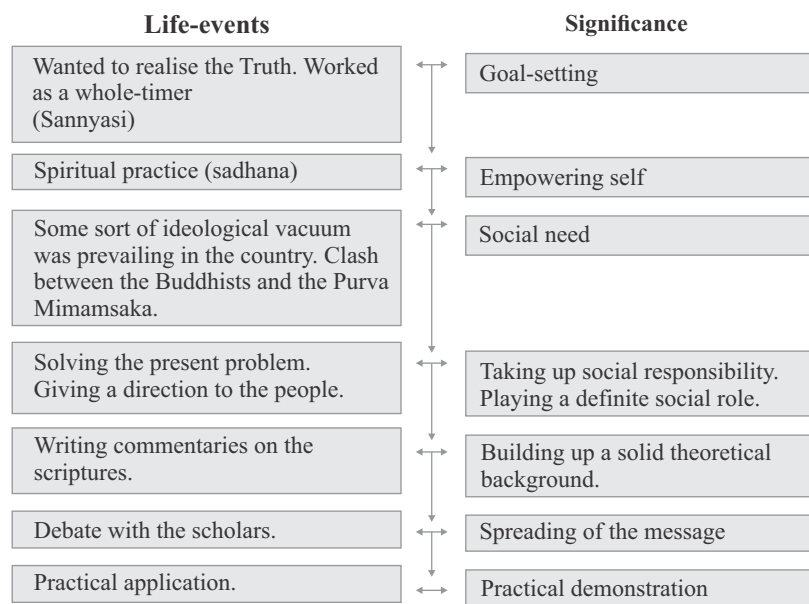 Life-events
Significance
Wanted to realise the Truth. Worked
as a whole-timer
(Sannyasi)
Goal-setting
Spiritual practice (sadhana)
Empowering self
Some sort of ideological vacuum
was prevailing in the country. Clash
between the Buddhists and the Purva
Mimamsaka.
Social need
Solving the present problem.
Giving a direction to the people.
Taking up social responsibility.
Playing a definite social role.
Writing commentaries on the
scriptures.
Building up a solid theoretical
background.
Debate with the scholars.
Spreading of the message
Practical application.
Practical demonstration